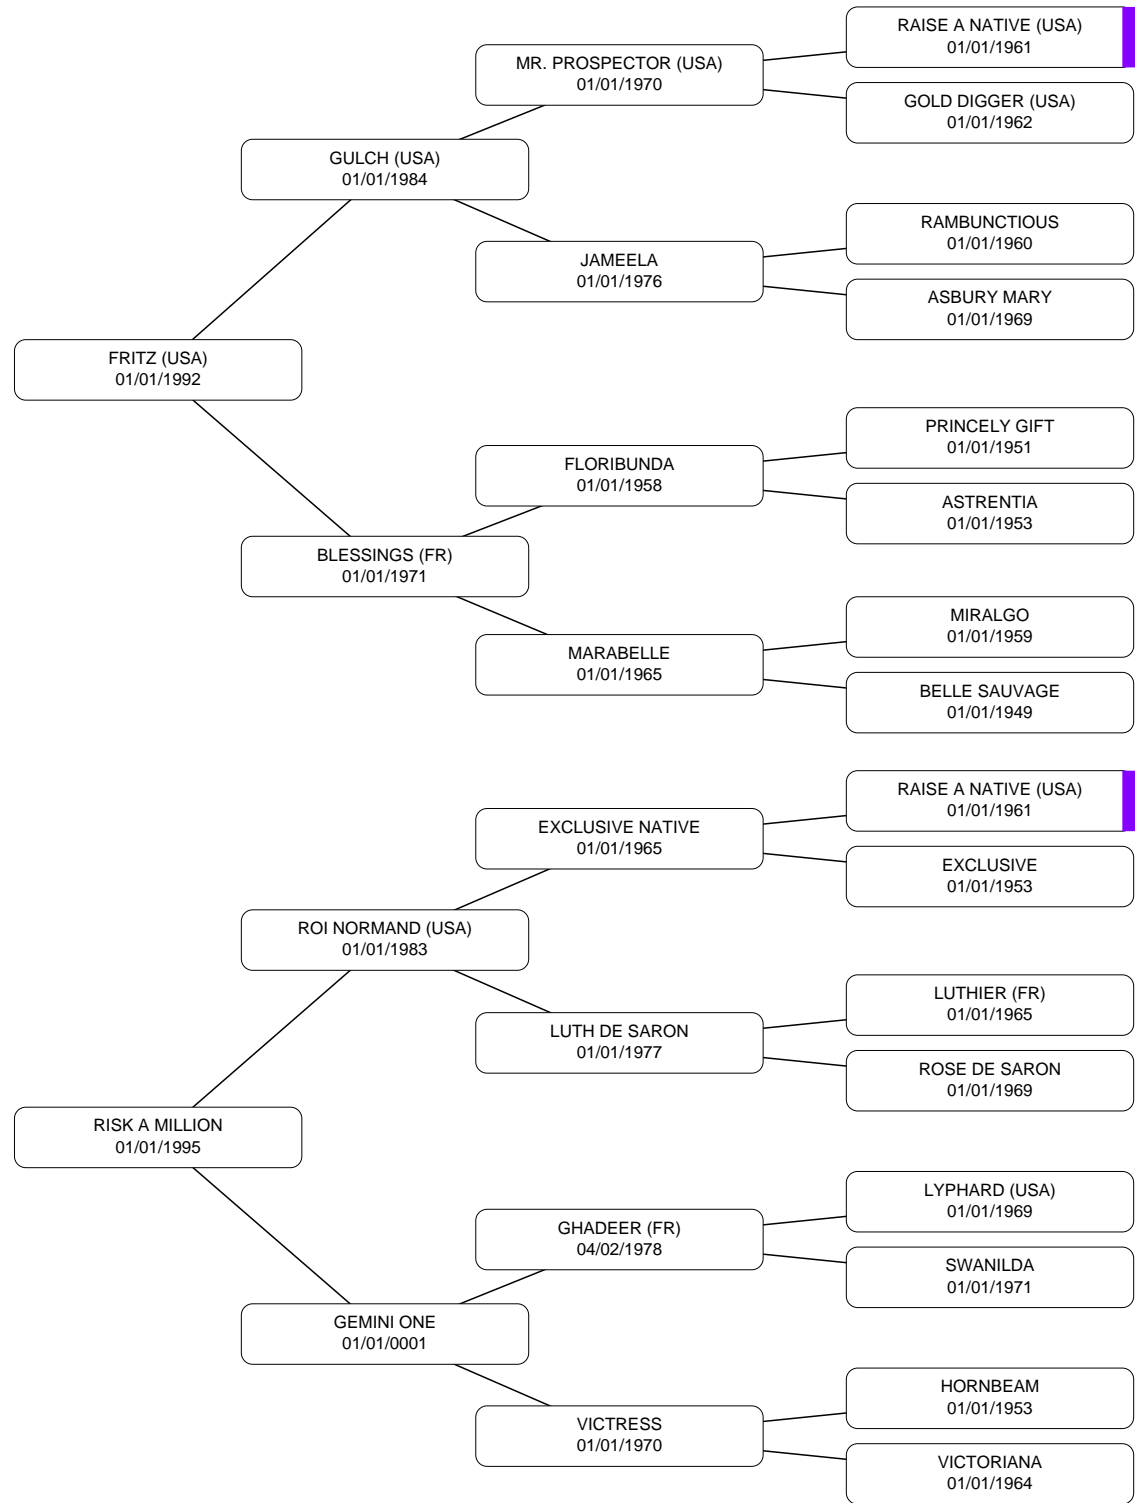 RAISE A NATIVE (USA)
01/01/1961
MR. PROSPECTOR (USA)
01/01/1970
GOLD DIGGER (USA)
01/01/1962
GULCH (USA)
01/01/1984
RAMBUNCTIOUS
01/01/1960
JAMEELA
01/01/1976
ASBURY MARY
01/01/1969
FRITZ (USA)
01/01/1992
PRINCELY GIFT
01/01/1951
FLORIBUNDA
01/01/1958
ASTRENTIA
01/01/1953
BLESSINGS (FR)
01/01/1971
MIRALGO
01/01/1959
MARABELLE
01/01/1965
BELLE SAUVAGE
01/01/1949
RAISE A NATIVE (USA)
01/01/1961
EXCLUSIVE NATIVE
01/01/1965
EXCLUSIVE
01/01/1953
ROI NORMAND (USA)
01/01/1983
LUTHIER (FR)
01/01/1965
LUTH DE SARON
01/01/1977
ROSE DE SARON
01/01/1969
RISK A MILLION
01/01/1995
LYPHARD (USA)
01/01/1969
GHADEER (FR)
04/02/1978
SWANILDA
01/01/1971
GEMINI ONE
01/01/0001
HORNBEAM
01/01/1953
VICTRESS
01/01/1970
VICTORIANA
01/01/1964